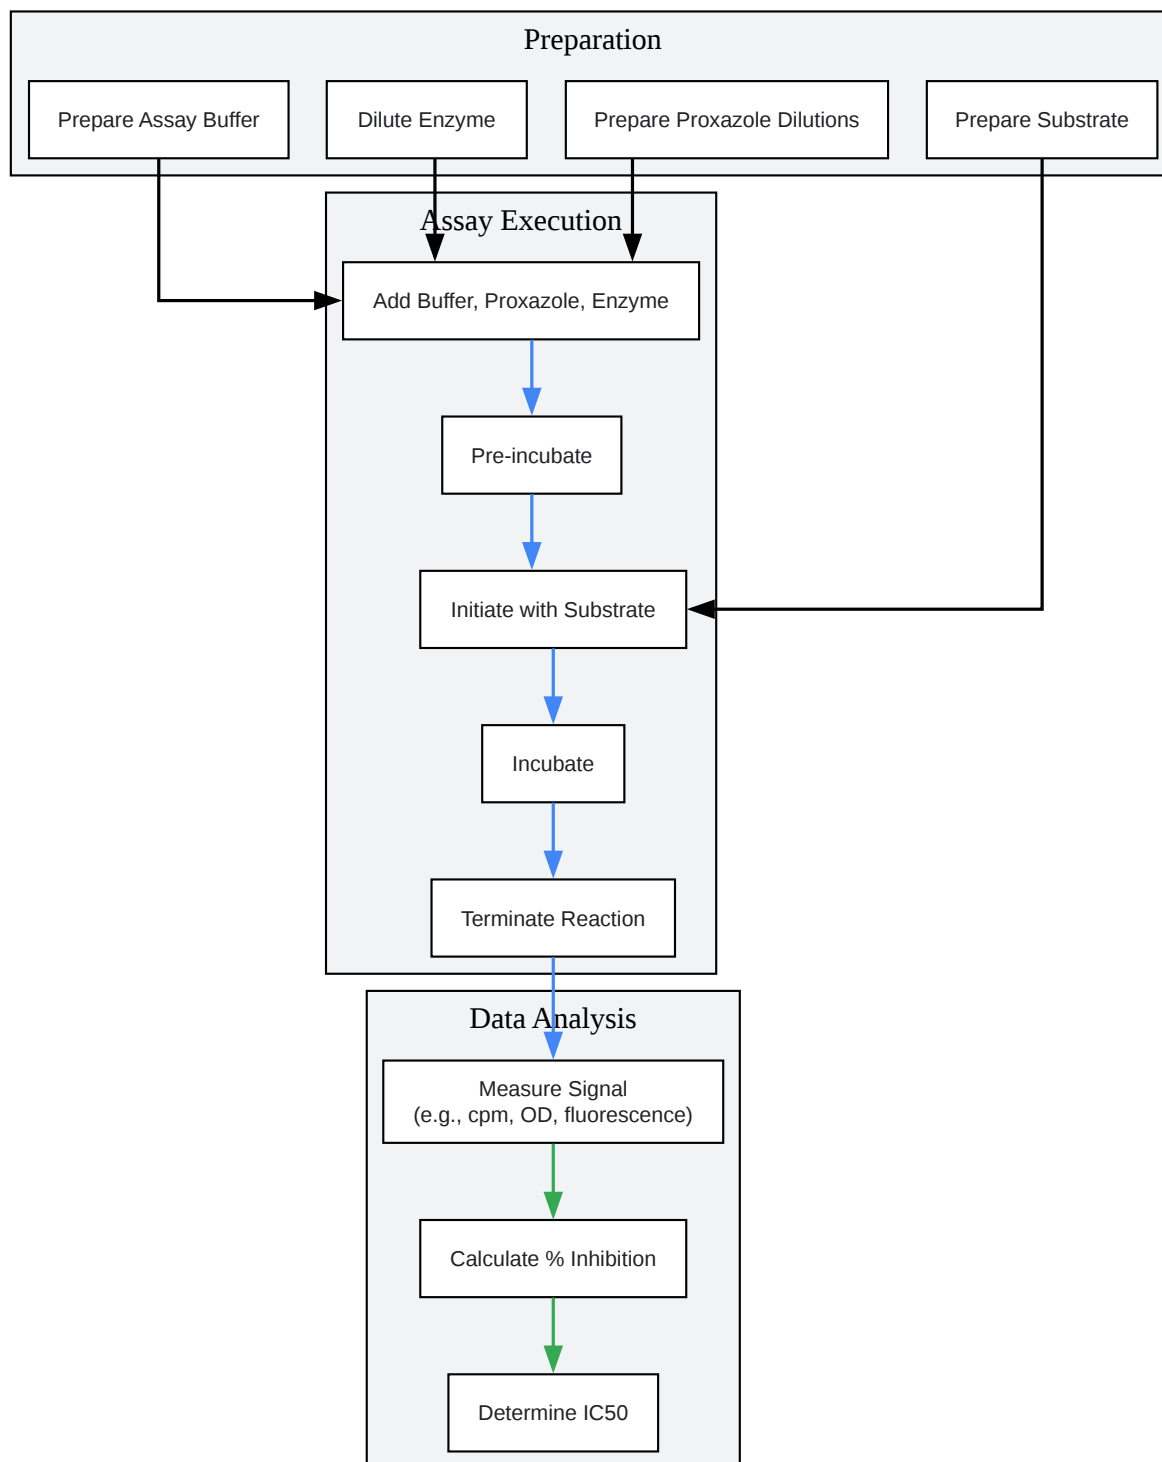 Preparation
Prepare Assay Buffer
Dilute Enzyme
Prepare Proxazole Dilutions
Prepare Substrate
Assay Execution
Add Buffer, Proxazole, Enzyme
Pre-incubate
Initiate with Substrate
Incubate
Terminate Reaction
Data Analysis
Measure Signal
(e.g., cpm, OD, fluorescence)
Calculate % Inhibition
Determine IC50